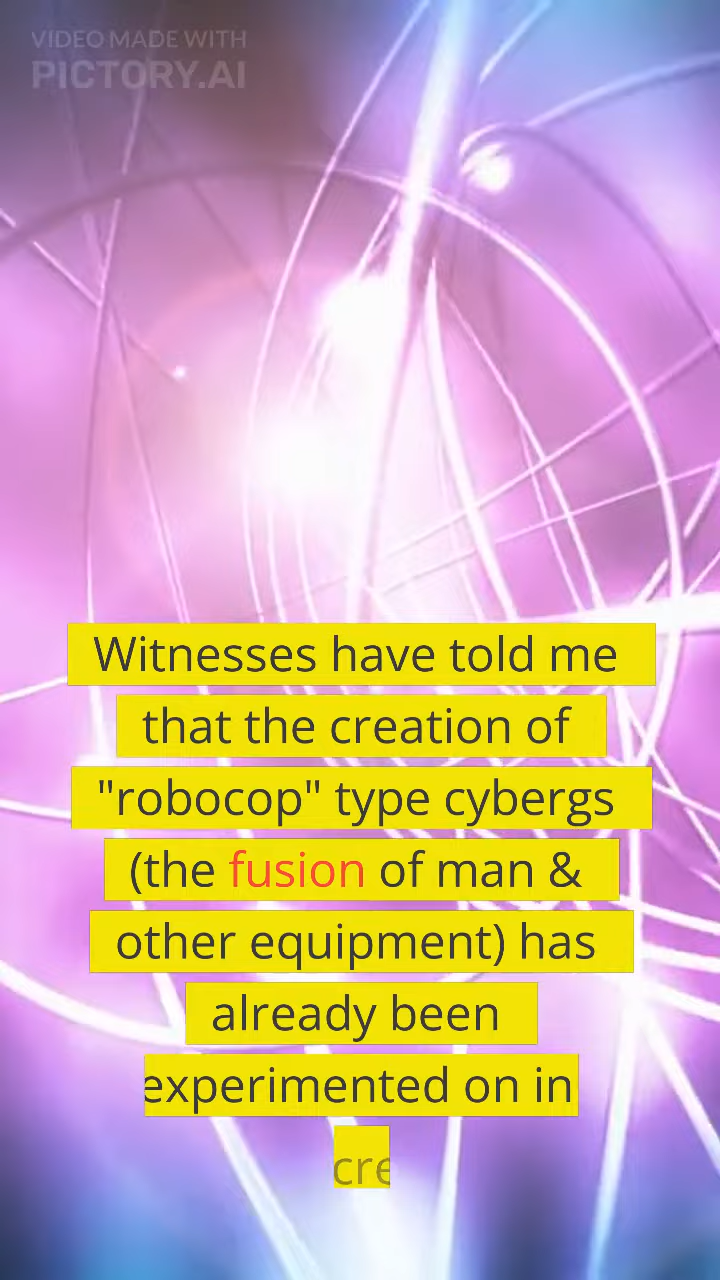 VIDEO MADE WITH
PICTORY.AI
Witnesses have told me
that the creation of
"robocop" type cybergs
(the fusion of man &
other equipment) has
already been
experimented on in